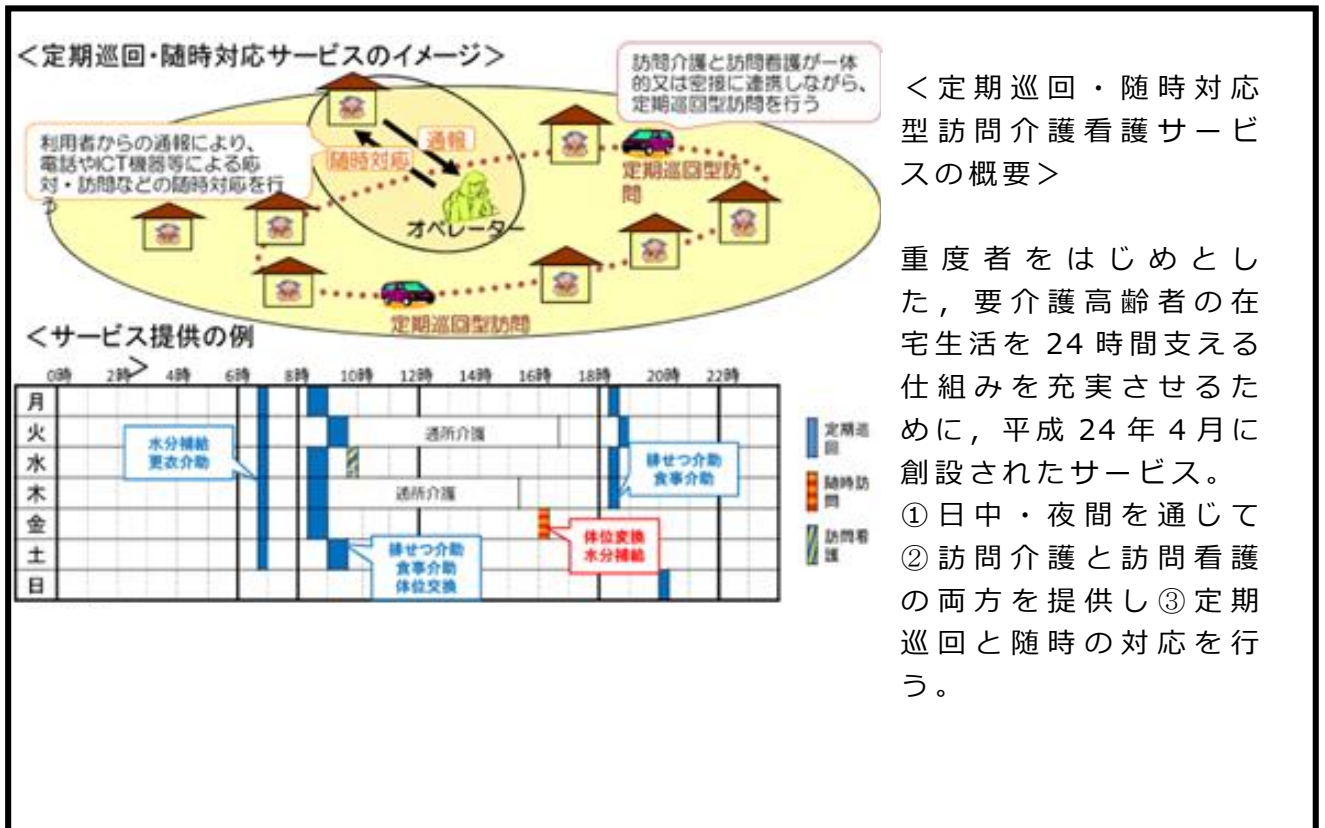 ＜定期巡回・随時対応サービスのイメージ＞
訪問介護と訪問看護が一体
的又は密接に連携しながら、
定期巡回型訪問を行う
利用者からの通報により、
電話やICT機器等による応
対・訪問などの随時対応を行
う
通報
随時対応
オペレーター
定期巡回型訪
問
定期巡回型訪問
＜サービス提供の例
＞
0時 2時 4時 6時 8時 10時 12時 14時 16時 18時 20時 22時
月
火
水
木
金
土
日
水分補給
更衣介助
通所介護
通所介護
排せつ介助
食事介助
排せつ介助
食事介助
体位交換
体位変換
水分補給
定期巡
回
随時訪
問
訪問看
護
＜定期巡回・随時対応
型訪問介護看護サービ
スの概要＞
重度者をはじめとし
た，要介護高齢者の在
宅生活を 24 時間支える
仕組みを充実させるた
めに，平成 24 年 4 月に
創設されたサービス。
①日中・夜間を通じて
②訪問介護と訪問看護
の両方を提供し③定期
巡回と随時の対応を行
う。